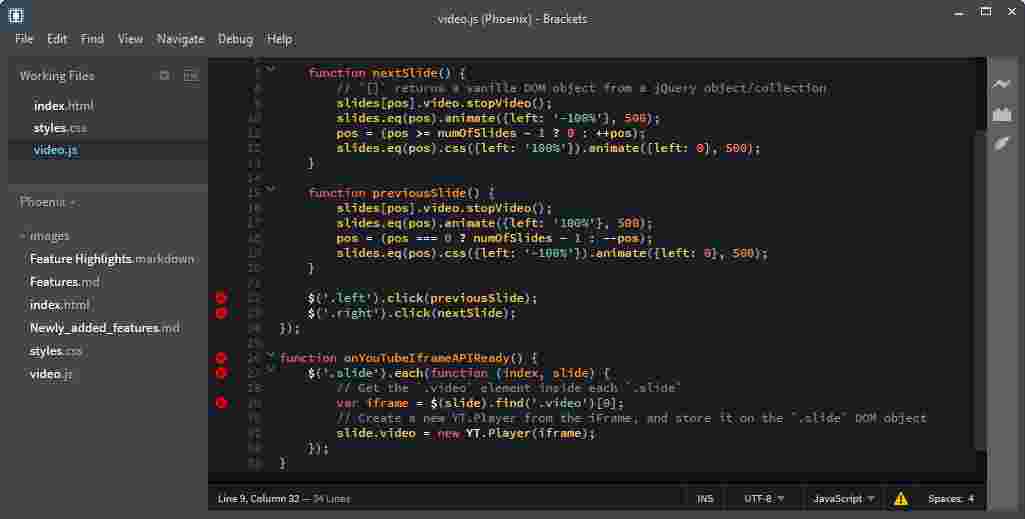 video.js (Phoenix) - Brackets
File Edit Find View Navigate Debug Help
Working Files
index.html
styles.css
video.js
Phoenix
images
Feature Highlights.markdown
Features.md
index.html
Newly_added_features.md
styles.css
video.js
7 function nextSlide() {
8 // `[]` returns a vanilla DOM object from a jQuery object/collection
9 slides[pos].video.stopVideo();
10 slides.eq(pos).animate({left: '-100%'}, 500);
11 pos = (pos >= numOfSlides - 1 ? 0 : ++pos);
12 slides.eq(pos).css({left: '100%'}).animate({left: 0}, 500);
13 }
15 function previousSlide() {
16 slides[pos].video.stopVideo();
17 slides.eq(pos).animate({left: '100%'}, 500);
18 pos = (pos === 0 ? numOfSlides - 1 : --pos);
19 slides.eq(pos).css({left: '-100%'}).animate({left: 0}, 500);
20 }
21
22 $('.left').click(previousSlide);
23 $('.right').click(nextSlide);
24 });
26 function onYouTubeIframeAPIReady() {
27 $('.slide').each(function (index, slide) {
28 // Get the `.video` element inside each `.slide`
29 var iframe = $(slide).find('.video')[0];
30 // Create a new YT.Player from the iFrame, and store it on the `.slide` DOM object
31 slide.video = new YT.Player(iframe);
32 });
33 }
Line 9, Column 32 — 34 Lines
INS UTF-8 JavaScript Spaces: 4